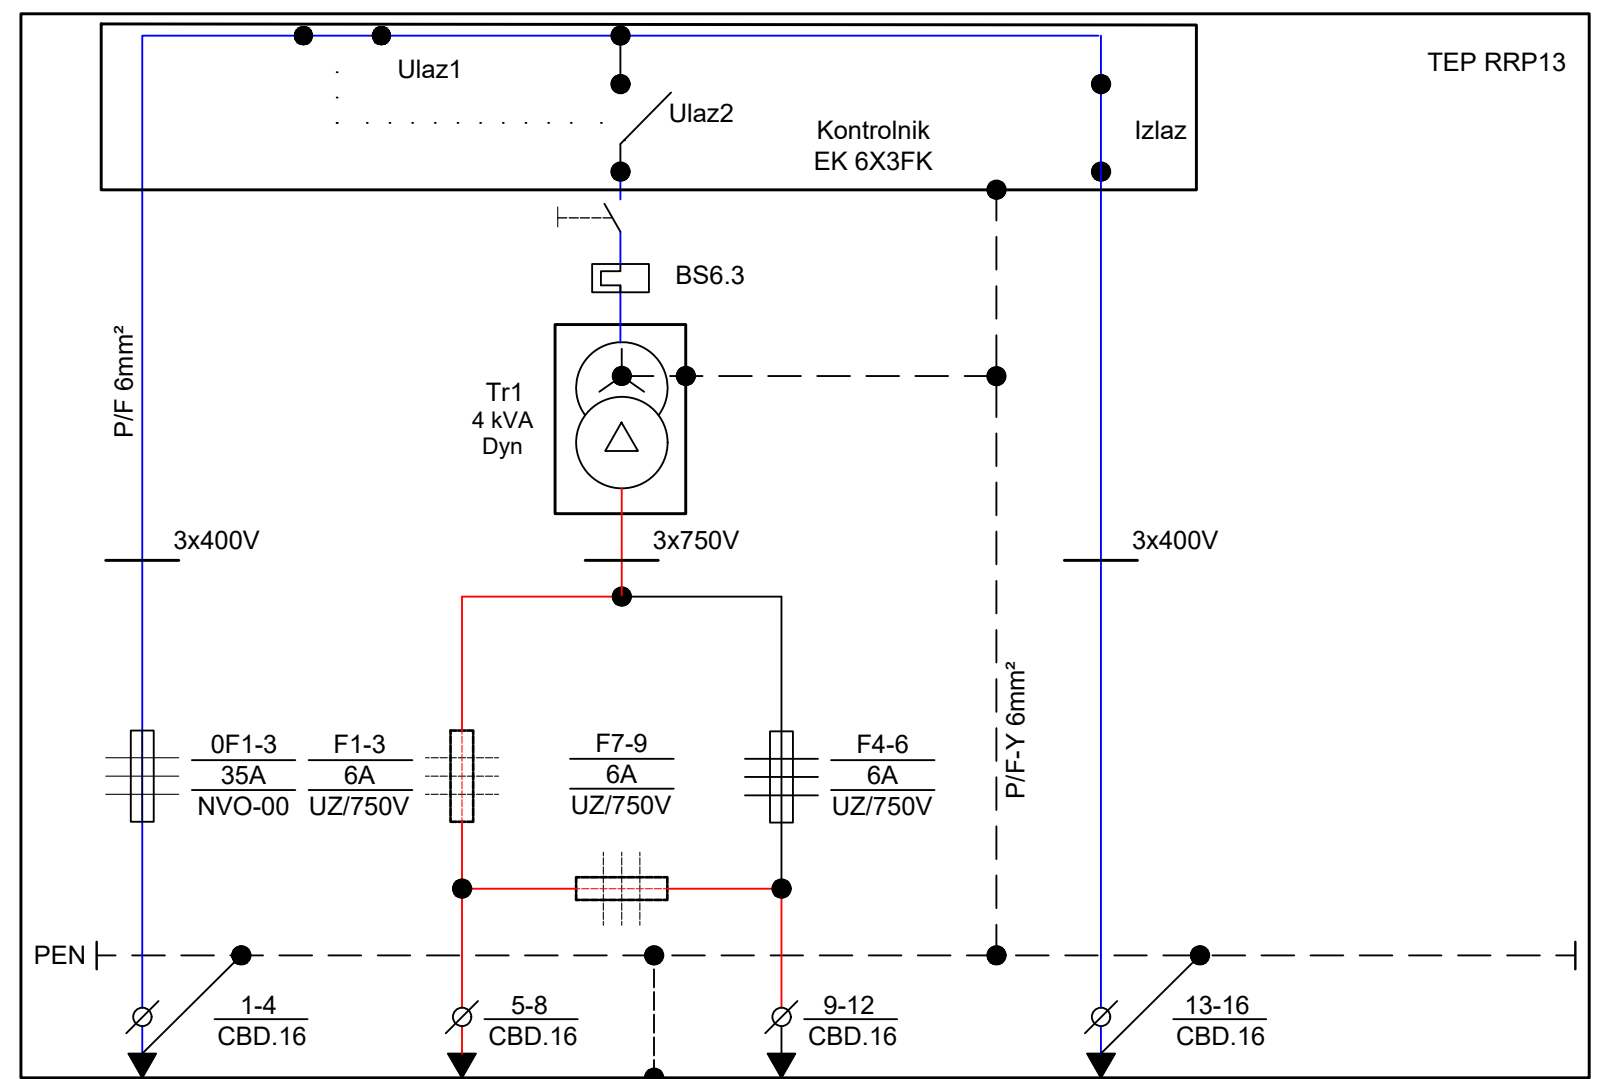 TEP RRP13
Ulaz1
Ulaz2
Kontrolnik
EK 6X3FK
Izlaz
BS6.3
P/F 6mm²
Tr1
4 kVA
Dyn
3x400V
3x750V
3x400V
P/F-Y 6mm²
0F1-3
35A
NVO-00
F1-3
6A
UZ/750V
F7-9
6A
UZ/750V
F4-6
6A
UZ/750V
PEN
1-4
CBD.16
5-8
CBD.16
9-12
CBD.16
13-16
CBD.16